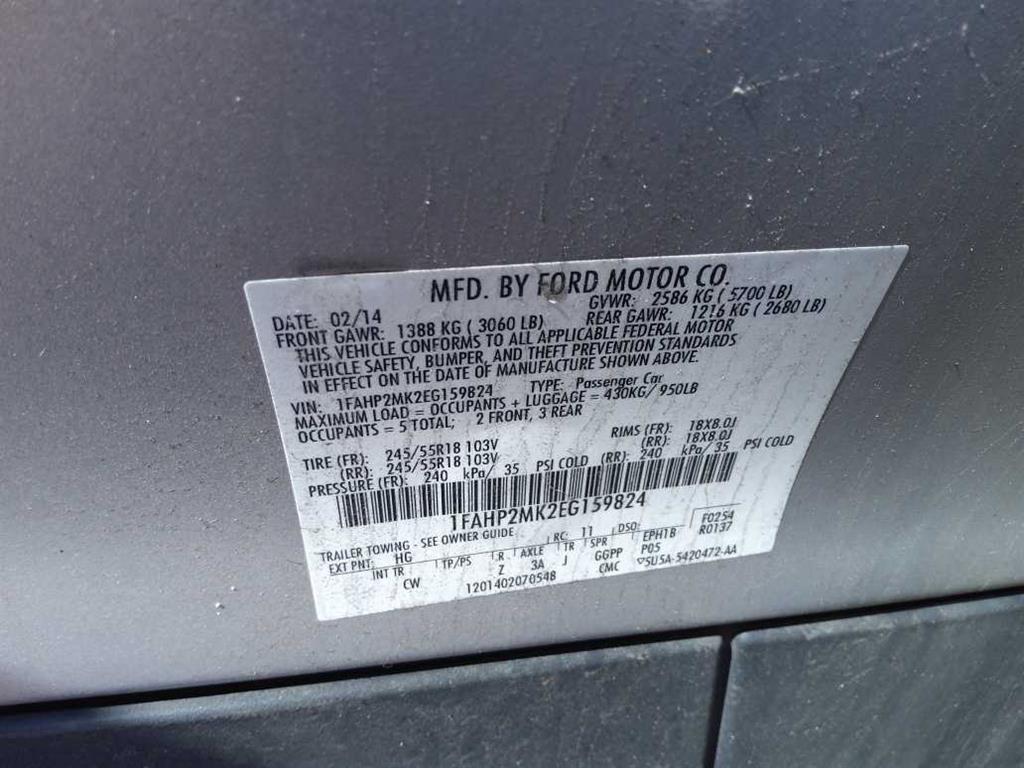 MFD. BY FORD MOTOR CO.
DATE: 02/14 GVWR: 2586 KG ( 5700 LB)
FRONT GAWR: 1388 KG ( 3060 LB) REAR GAWR: 1216 KG ( 2680 LB)
THIS VEHICLE CONFORMS TO ALL APPLICABLE FEDERAL MOTOR
VEHICLE SAFETY, BUMPER, AND THEFT PREVENTION STANDARDS
IN EFFECT ON THE DATE OF MANUFACTURE SHOWN ABOVE.
VIN: 1FAHP2MK2EG159824 TYPE: Passenger Car
MAXIMUM LOAD = OCCUPANTS + LUGGAGE = 430KG/ 950LB
OCCUPANTS = 5 TOTAL; 2 FRONT, 3 REAR
TIRE (FR): 245/55R18 103V RIMS (FR): 18X8.0J
(RR): 245/55R18 103V (RR): 18X8.0J
PRESSURE (FR): 240 kPa/ 35 PSI COLD (RR): 240 kPa/ 35 PSI COLD
1FAHP2MK2EG159824
TRAILER TOWING - SEE OWNER GUIDE RC: 11 DSO: F0254
EXT PNT: HG TP/PS R AXLE TR SPR EPH1B R0137
INT TR CW Z 3A J GGPP P05
1201402070548 CMC 5U5A-5420472-AA